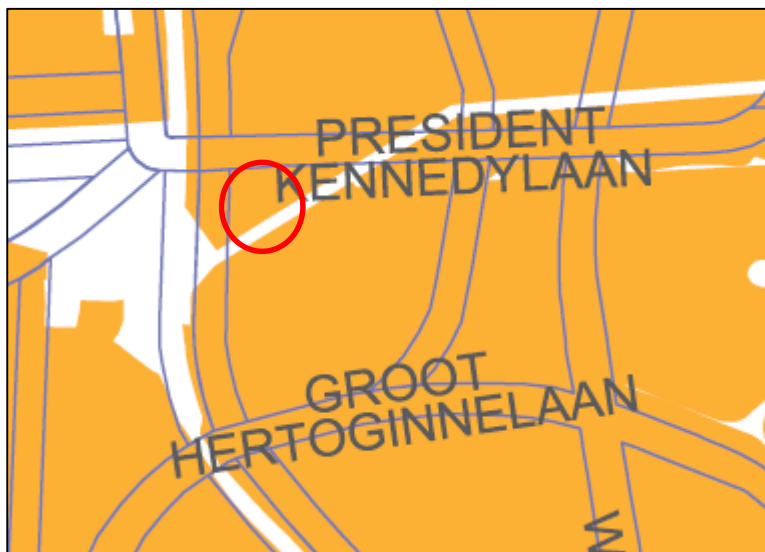 PRESIDENT
KENNEDYLAAN
GROOT
HERTOGINNELAAN
W